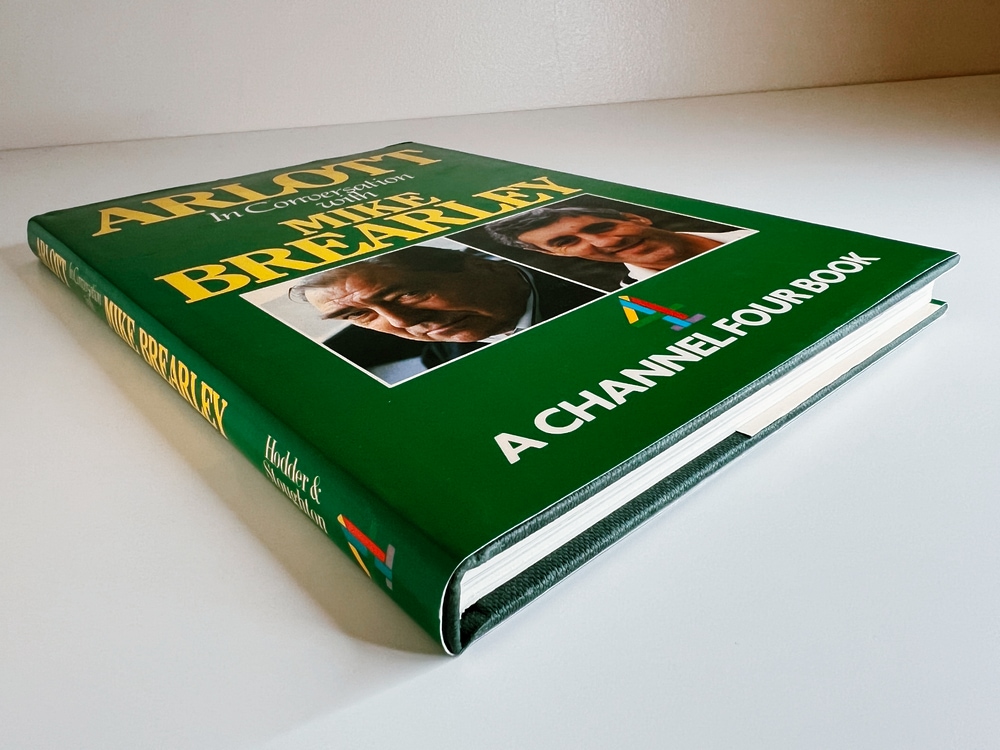 ARLOTT
In Conversation
with
MIKE
BREARLEY
A CHANNEL FOUR BOOK
ARLOTT In Conversation with MIKE BREARLEY
Hodder &
Stoughton